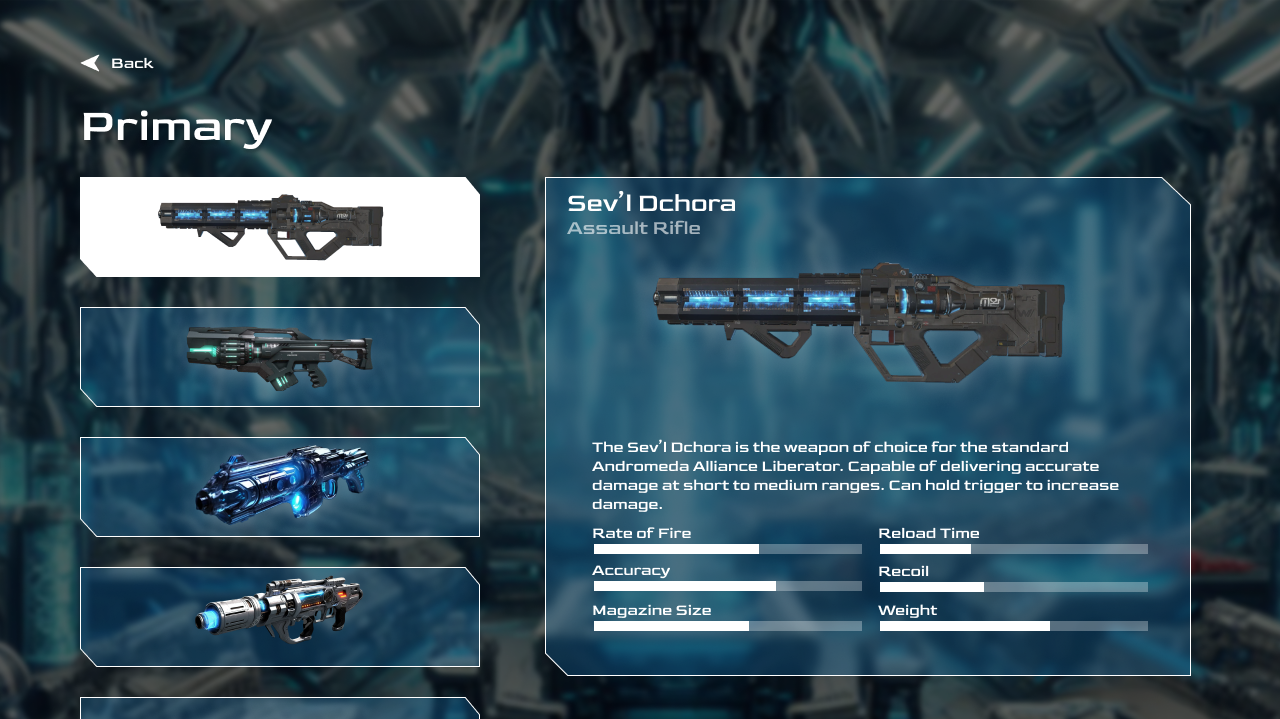 Back
Primary
Sev’l Dchora
Assault Rifle
The Sev’l Dchora is the weapon of choice for the standard
Andromeda Alliance Liberator. Capable of delivering accurate
damage at short to medium ranges. Can hold trigger to increase
damage.
Rate of Fire
Reload Time
Accuracy
Recoil
Magazine Size
Weight